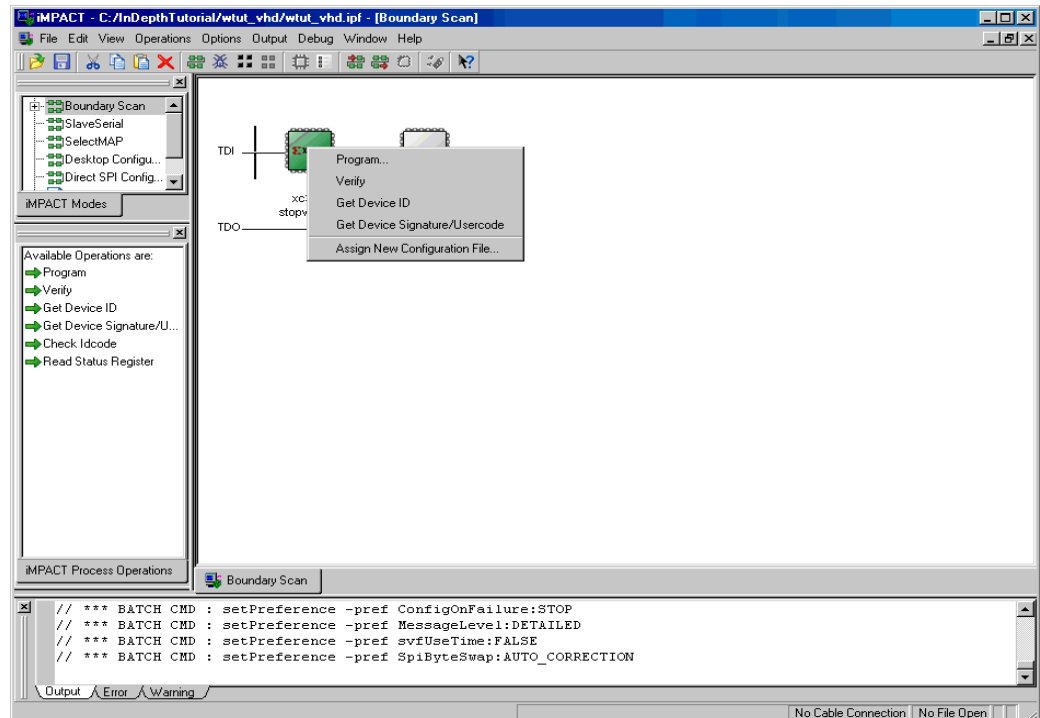 iMPACT - C:/InDepthTutorial/wtut_vhd/wtut_vhd.ipf - [Boundary Scan]
File Edit View Operations Options Output Debug Window Help
Boundary Scan
SlaveSerial
SelectMAP
Desktop Configu...
Direct SPI Config...
iMPACT Modes
Available Operations are:
Program
Verify
Get Device ID
Get Device Signature/U...
Check Idcode
Read Status Register
iMPACT Process Operations
TDI
TDO
Program...
Verify
Get Device ID
Get Device Signature/Usercode
Assign New Configuration File...
Boundary Scan
// *** BATCH CMD : setPreference -pref ConfigOnFailure:STOP
// *** BATCH CMD : setPreference -pref MessageLevel:DETAILED
// *** BATCH CMD : setPreference -pref svfUseTime:FALSE
// *** BATCH CMD : setPreference -pref SpiByteSwap:AUTO_CORRECTION
Output Error Warning
No Cable Connection No File Open